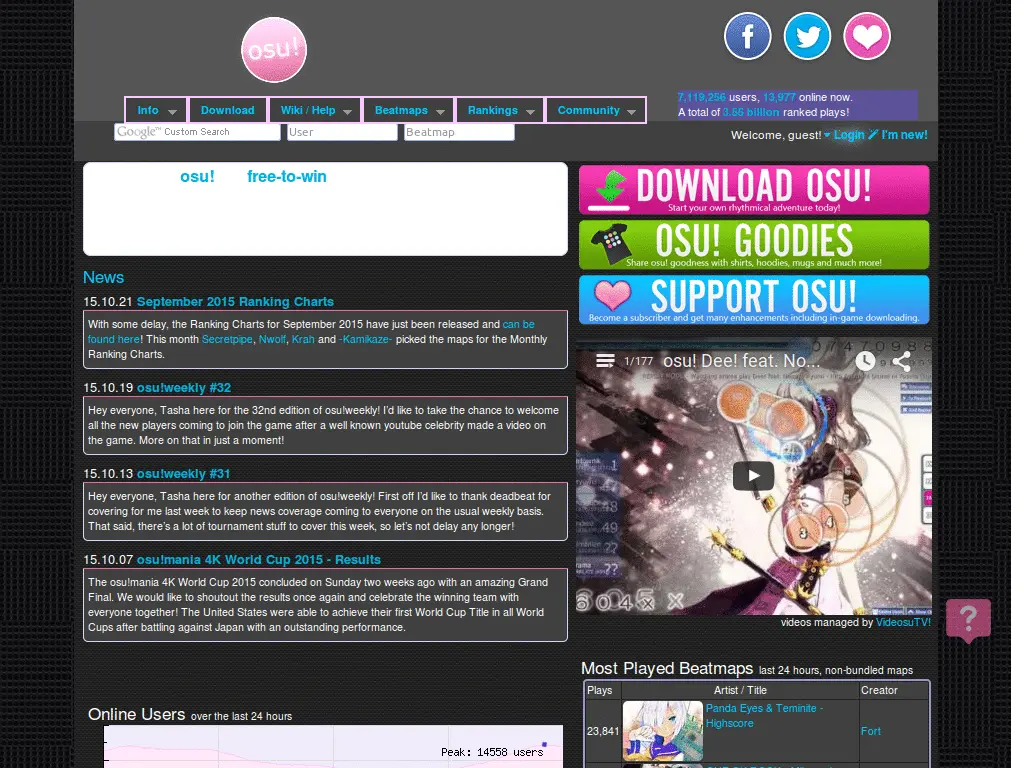 osu!
Info
Download
Wiki / Help
Beatmaps
Rankings
Community
7,119,256 users, 13,977 online now.
A total of 3.55 billion ranked plays!
Google™ Custom Search
User
Beatmap
Welcome, guest! Login I'm new!
osu! free-to-win
DOWNLOAD OSU!
Start your own rhythmical adventure today!
OSU! GOODIES
Share osu! goodness with shirts, hoodies, mugs and much more!
SUPPORT OSU!
Become a subscriber and get many enhancements including in-game downloading.
News
15.10.21 September 2015 Ranking Charts
With some delay, the Ranking Charts for September 2015 have just been released and can be
found here! This month Secretpipe, Nwolf, Krah and -Kamikaze- picked the maps for the Monthly
Ranking Charts.
15.10.19 osu!weekly #32
Hey everyone, Tasha here for the 32nd edition of osu!weekly! I'd like to take the chance to welcome
all the new players coming to join the game after a well known youtube celebrity made a video on
the game. More on that in just a moment!
15.10.13 osu!weekly #31
Hey everyone, Tasha here for another edition of osu!weekly! First off I'd like to thank deadbeat for
covering for me last week to keep news coverage coming to everyone on the usual weekly basis.
That said, there's a lot of tournament stuff to cover this week, so let's not delay any longer!
15.10.07 osu!mania 4K World Cup 2015 - Results
The osu!mania 4K World Cup 2015 concluded on Sunday two weeks ago with an amazing Grand
Final. We would like to shoutout the results once again and celebrate the winning team with
everyone together! The United States were able to achieve their first World Cup Title in all World
Cups after battling against Japan with an outstanding performance.
1/177 osu! Dee! feat. No...
5
3
4
6045x x
videos managed by VideosuTV!
?
Online Users over the last 24 hours
Peak: 14558 users
Most Played Beatmaps last 24 hours, non-bundled maps
Plays
Artist / Title
Creator
23,841
Panda Eyes & Teminite -
Highscore
Fort